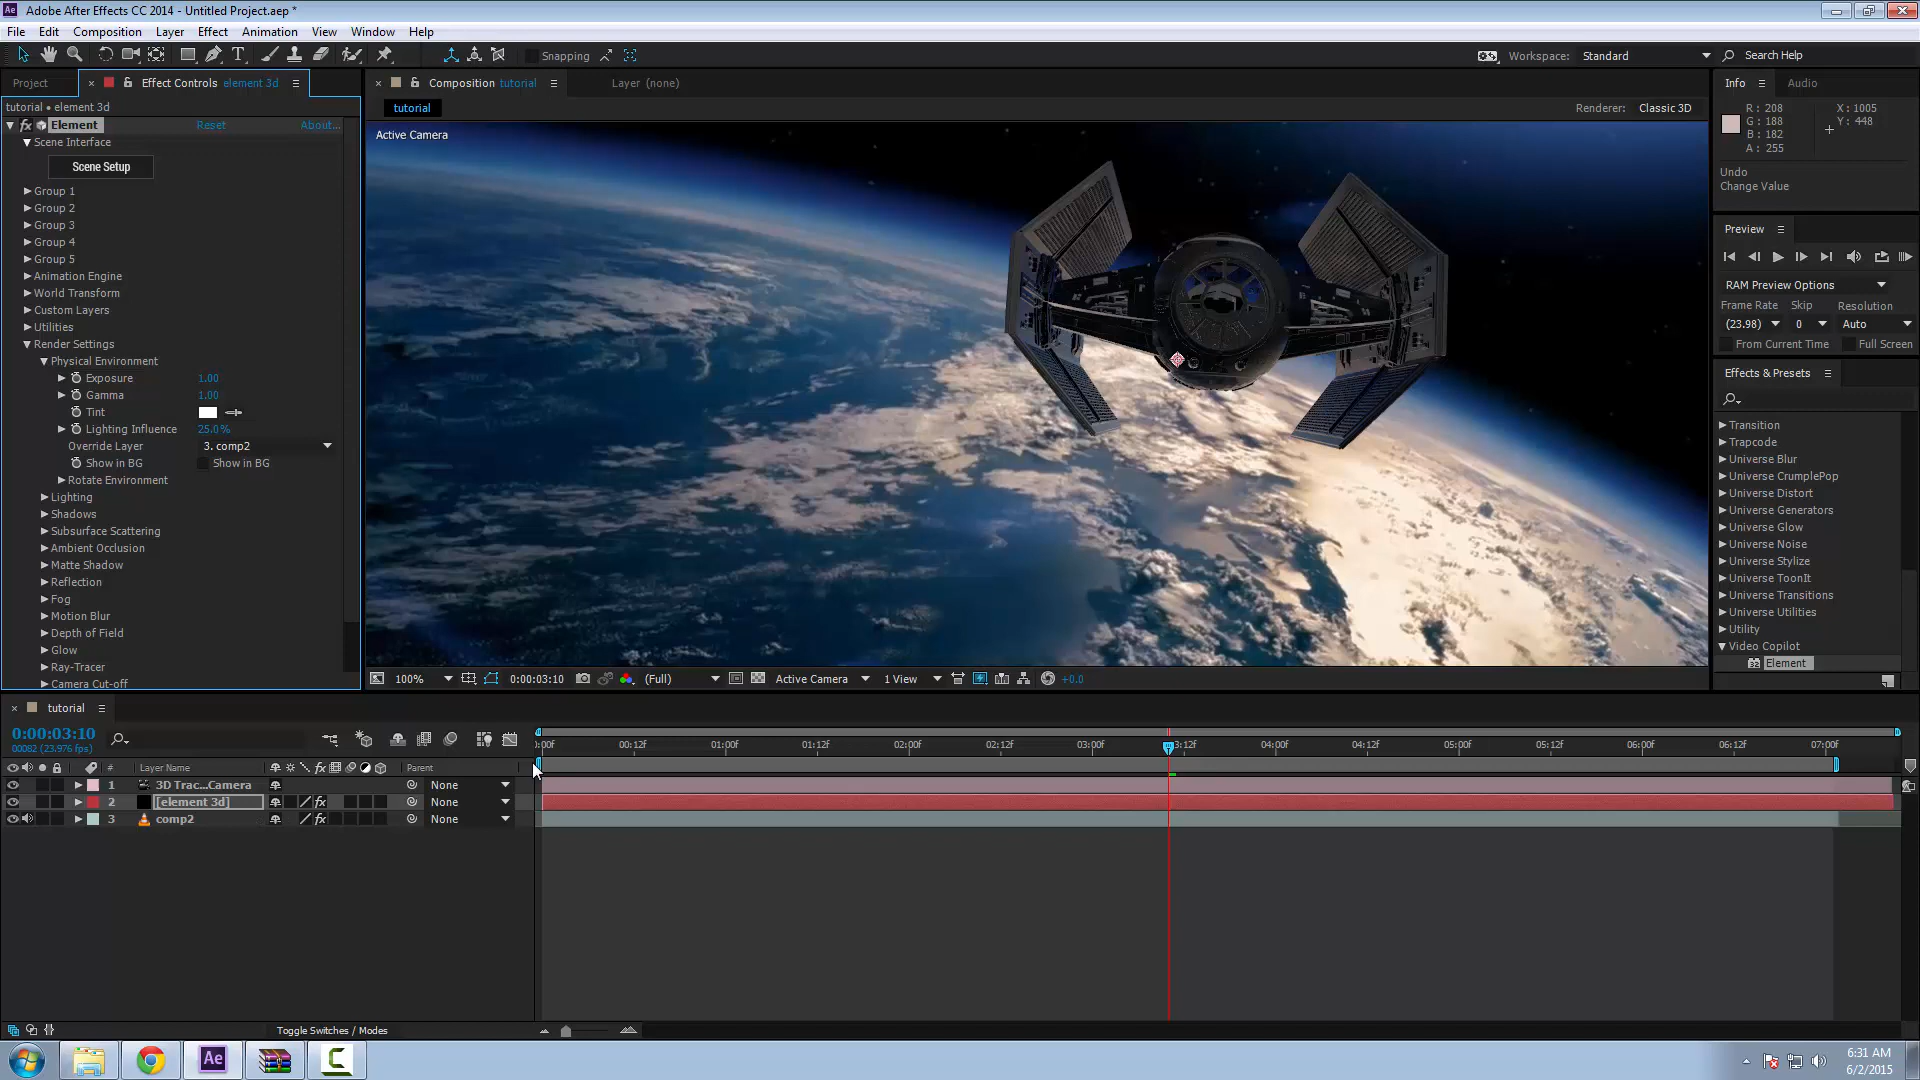 Adobe After Effects CC 2014 - Untitled Project.aep *
File Edit Composition Layer Effect Animation View Window Help
Snapping
Workspace: Standard
Search Help
Project
Effect Controls element 3d
tutorial • element 3d
Element Reset About...
Scene Interface
Scene Setup
Group 1
Group 2
Group 3
Group 4
Group 5
Animation Engine
World Transform
Custom Layers
Utilities
Render Settings
Physical Environment
Exposure 1.00
Gamma 1.00
Tint
Lighting Influence 25.0%
Override Layer 3. comp2
Show in BG Show in BG
Rotate Environment
Lighting
Shadows
Subsurface Scattering
Ambient Occlusion
Matte Shadow
Reflection
Fog
Motion Blur
Depth of Field
Glow
Ray-Tracer
Camera Cut-off
Composition tutorial
Layer (none)
tutorial
Renderer: Classic 3D
Active Camera
100% 0:00:03:10 (Full) Active Camera 1 View +0.0
Info Audio
R : 208
G : 188
B : 182
A : 255
X : 1005
Y : 448
Undo
Change Value
Preview
RAM Preview Options
Frame Rate Skip Resolution
(23.98) 0 Auto
From Current Time Full Screen
Effects & Presets
Transition
Trapcode
Universe Blur
Universe CrumplePop
Universe Distort
Universe Generators
Universe Glow
Universe Noise
Universe Stylize
Universe ToonIt
Universe Transitions
Universe Utilities
Utility
Video Copilot
Element
tutorial
0:00:03:10
00082 (23.976 fps)
# Layer Name Parent
1 3D Trac...Camera None
2 [element 3d] None
3 comp2 None
:00f 00:12f 01:00f 01:12f 02:00f 02:12f 03:00f 3:12f 04:00f 04:12f 05:00f 05:12f 06:00f 06:12f 07:00f
Toggle Switches / Modes
6:31 AM
6/2/2015